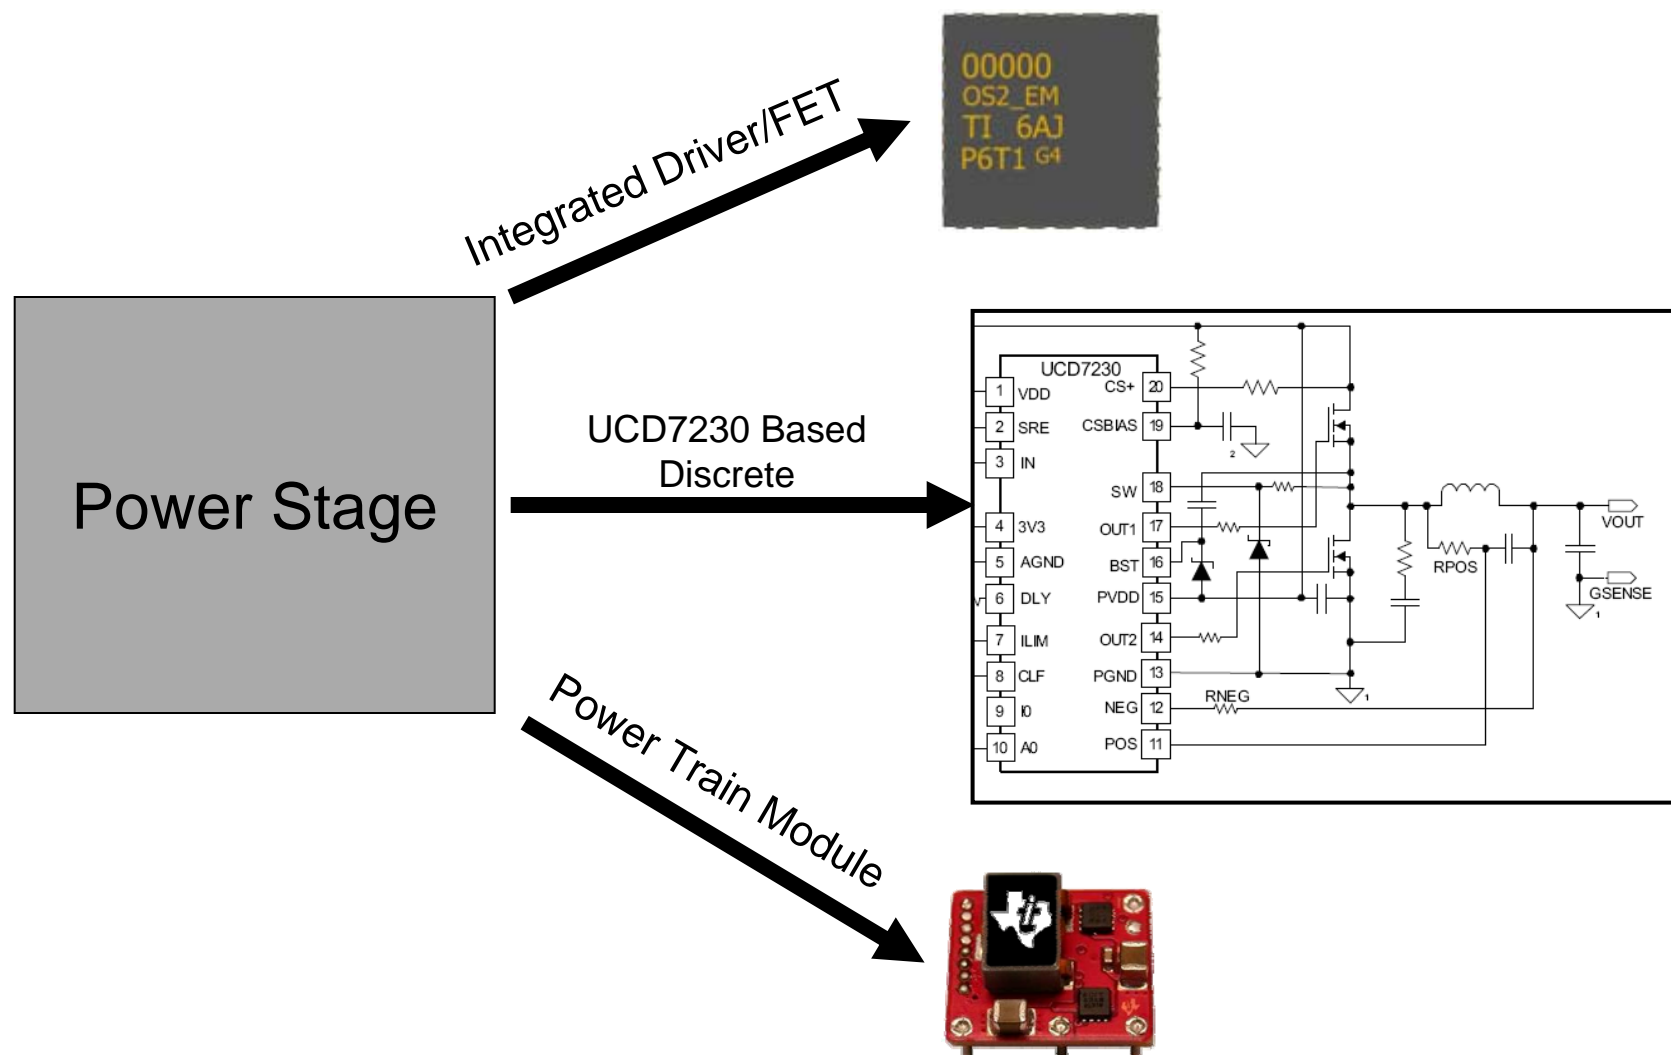 00000
OS2_EM
TI 6AJ
P6T1 G4
Integrated Driver/FET
Power Stage
UCD7230 Based
Discrete
UCD7230
1 VDD
2 SRE
3 IN
4 3V3
5 AGND
6 DLY
7 ILIM
8 CLF
9 I0
10 A0
CS+ 20
CSBIAS 19
2
SW 18
OUT1 17
BST 16
PVDD 15
OUT2 14
PGND 13
1
RNEG
NEG 12
POS 11
RPOS
VOUT
GSENSE
1
Power Train Module